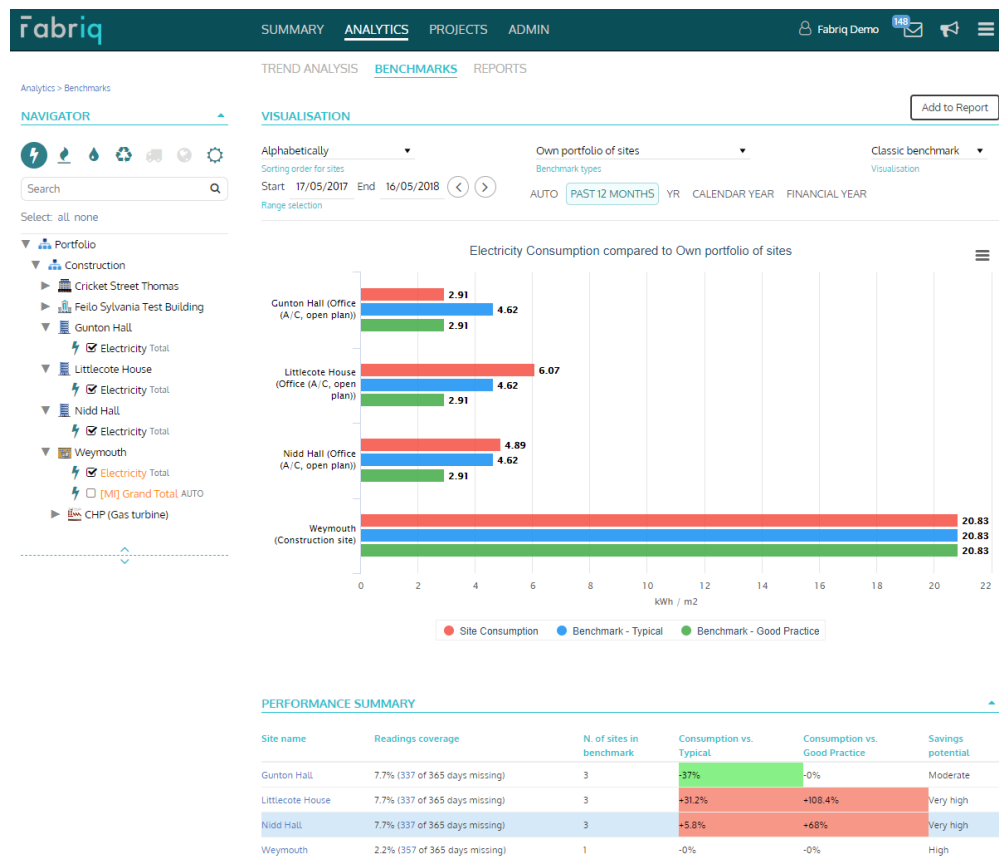 Fabriq
SUMMARY ANALYTICS PROJECTS ADMIN
Fabriq Demo 148
TREND ANALYSIS BENCHMARKS REPORTS
Analytics > Benchmarks
NAVIGATOR
Search
Select: all none
Portfolio
Construction
Cricket Street Thomas
Feilo Sylvania Test Building
Gunton Hall
Electricity Total
Littlecote House
Electricity Total
Nidd Hall
Electricity Total
Weymouth
Electricity Total
[MI] Grand Total AUTO
CHP (Gas turbine)
VISUALISATION
Add to Report
Alphabetically
Sorting order for sites
Own portfolio of sites
Benchmark types
Classic benchmark
Visualisation
Start 17/05/2017 End 16/05/2018
Range selection
AUTO PAST 12 MONTHS YR CALENDAR YEAR FINANCIAL YEAR
Electricity Consumption compared to Own portfolio of sites
Gunton Hall (Office
(A/C, open plan))
2.91
4.62
2.91
Littlecote House
(Office (A/C, open
plan))
6.07
4.62
2.91
Nidd Hall (Office
(A/C, open plan))
4.89
4.62
2.91
Weymouth
(Construction site)
20.83
20.83
20.83
0 2 4 6 8 10 12 14 16 18 20 22
kWh / m2
Site Consumption Benchmark - Typical Benchmark - Good Practice
PERFORMANCE SUMMARY
Site name
Readings coverage
N. of sites in
benchmark
Consumption vs.
Typical
Consumption vs.
Good Practice
Savings
potential
Gunton Hall 7.7% (337 of 365 days missing) 3 -37% -0% Moderate
Littlecote House 7.7% (337 of 365 days missing) 3 +31.2% +108.4% Very high
Nidd Hall 7.7% (337 of 365 days missing) 3 +5.8% +68% Very high
Weymouth 2.2% (357 of 365 days missing) 1 -0% -0% High